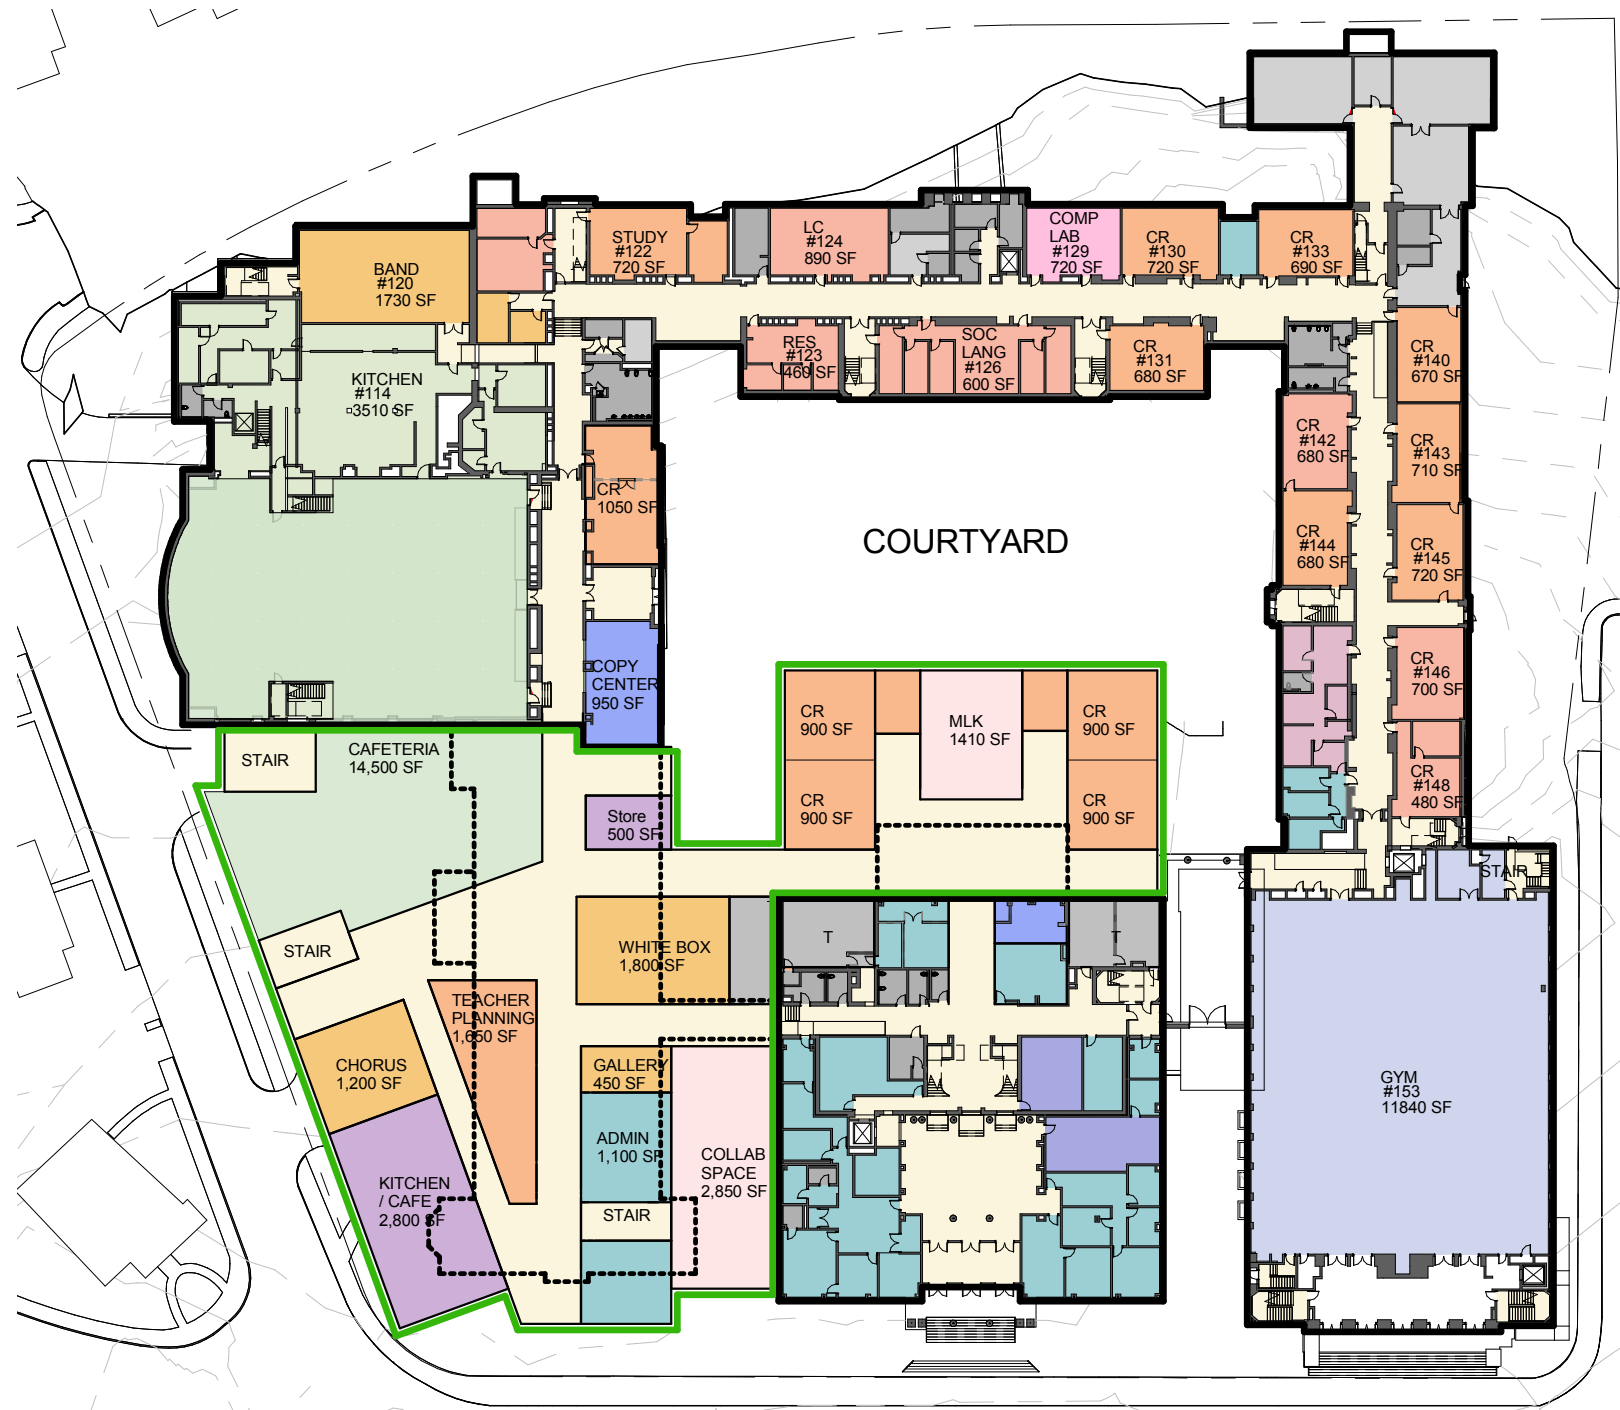 STUDY
#122
720 SF
LC
#124
890 SF
COMP
LAB
#129
720 SF
CR
#130
720 SF
CR
#133
690 SF
BAND
#120
1730 SF
RES
#123
460 SF
SOC
LANG
#126
600 SF
CR
#131
680 SF
CR
#140
670 SF
KITCHEN
#114
3510 SF
CR
#142
680 SF
CR
#143
710 SF
CR
1050 SF
COURTYARD
CR
#144
680 SF
CR
#145
720 SF
COPY
CENTER
950 SF
CR
#146
700 SF
CR
900 SF
MLK
1410 SF
CR
900 SF
STAIR
CAFETERIA
14,500 SF
CR
#148
480 SF
Store
500 SF
CR
900 SF
CR
900 SF
STAIR
STAIR
WHITE BOX
1,800 SF
T
T
TEACHER
PLANNING
1,650 SF
CHORUS
1,200 SF
GALLERY
450 SF
GYM
#153
11840 SF
ADMIN
1,100 SF
COLLAB
SPACE
2,850 SF
KITCHEN
/ CAFE
2,800 SF
STAIR